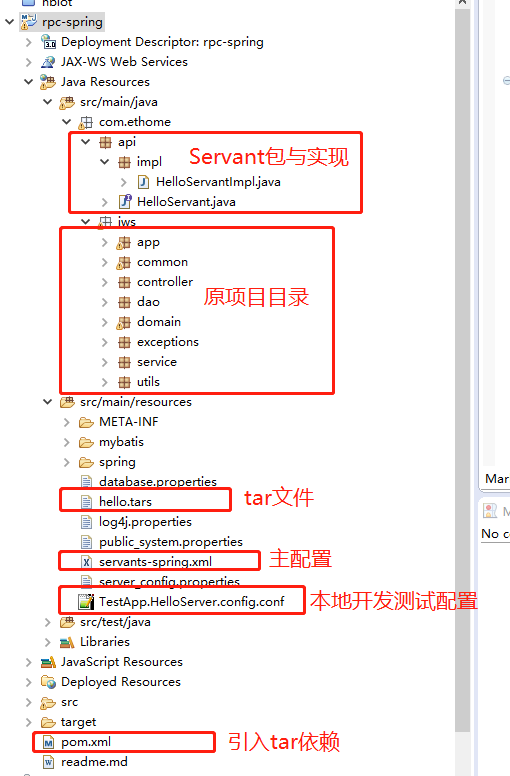 nbiot
rpc-spring
Deployment Descriptor: rpc-spring
JAX-WS Web Services
Java Resources
src/main/java
com.ethome
api
Servant包与实现
impl
HelloServantImpl.java
HelloServant.java
iws
app
common
controller
原项目目录
dao
domain
exceptions
service
utils
src/main/resources
META-INF
mybatis
spring
database.properties
hello.tars
tar文件
log4j.properties
public_system.properties
servants-spring.xml
主配置
server_config.properties
TestApp.HelloServer.config.conf
本地开发测试配置
src/test/java
Libraries
JavaScript Resources
Deployed Resources
src
target
pom.xml
引入tar依赖
readme.md
Mar
No co